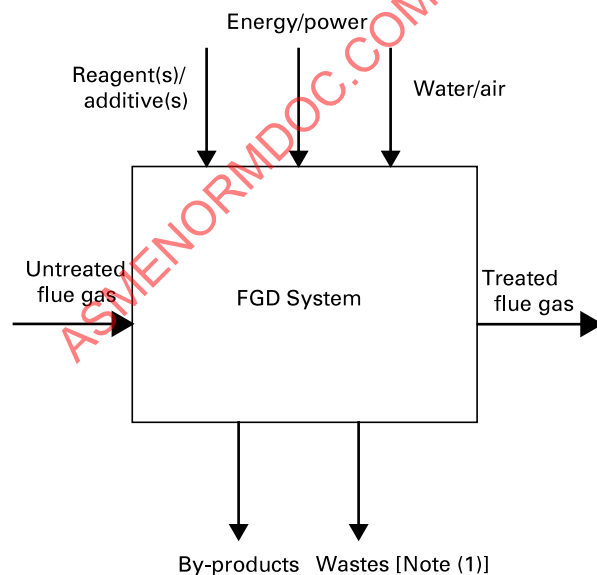 Energy/power
Reagent(s)/
additive(s)
Water/air
Untreated
flue gas
FGD System
Treated
flue gas
By-products
Wastes [Note (1)]
ASMENORMDOC.COM